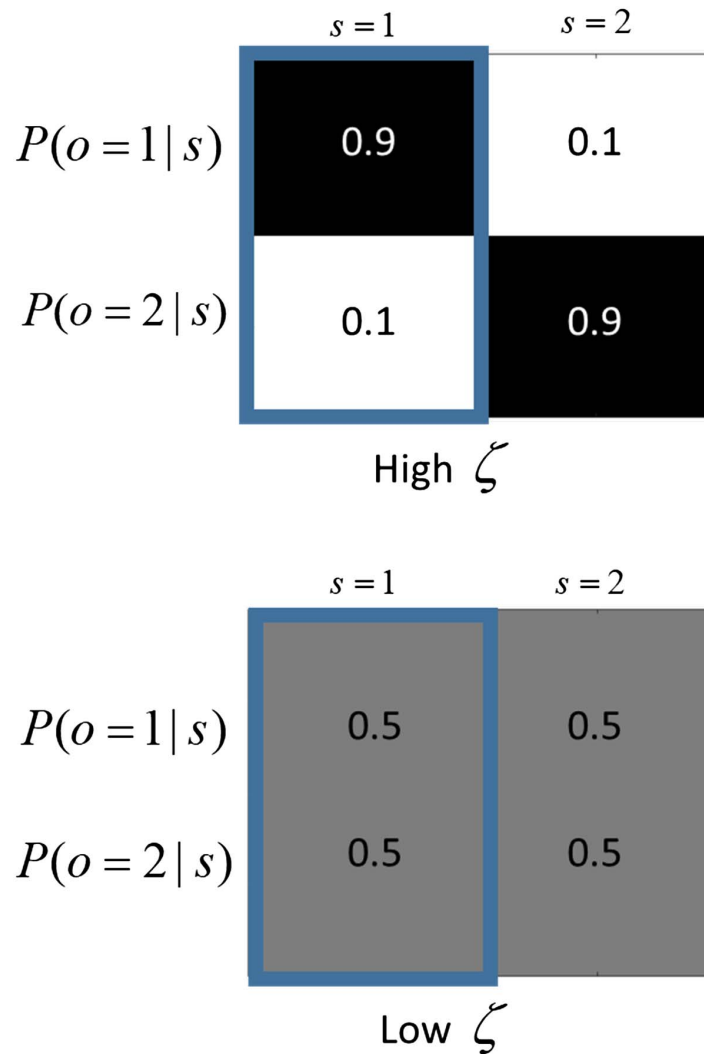 s = 1 s = 2
P(o = 1 | s) 0.9 0.1
P(o = 2 | s) 0.1 0.9
High ζ
s = 1 s = 2
P(o = 1 | s) 0.5 0.5
P(o = 2 | s) 0.5 0.5
Low ζ